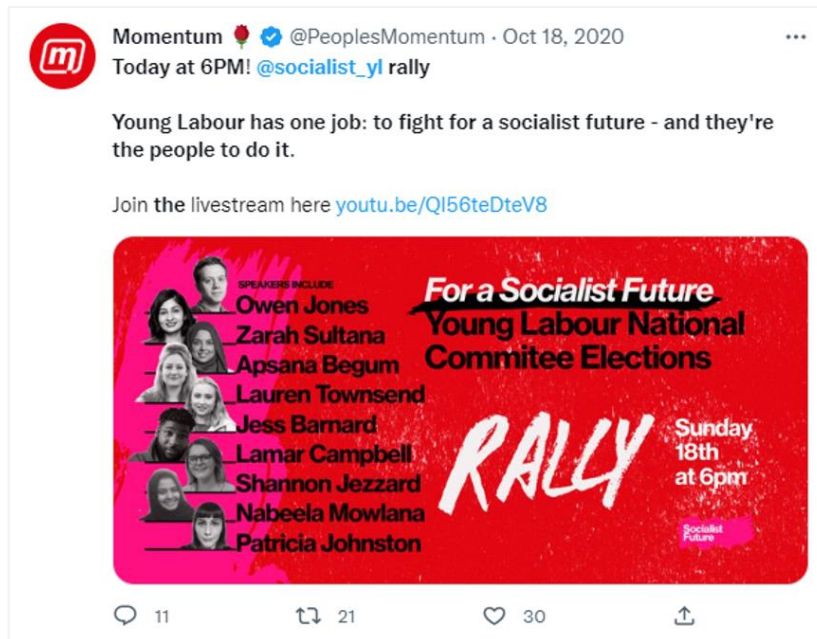 Momentum 🌹 @PeoplesMomentum · Oct 18, 2020
Today at 6PM! @socialist_yl rally
Young Labour has one job: to fight for a socialist future - and they're
the people to do it.
Join the livestream here youtu.be/QI56teDteV8
SPEAKERS INCLUDE
Owen Jones
Zarah Sultana
Apsana Begum
Lauren Townsend
Jess Barnard
Lamar Campbell
Shannon Jezzard
Nabeela Mowlana
Patricia Johnston
For a Socialist Future
Young Labour National
Commitee Elections
RALLY
Sunday
18th
at 6pm
Socialist
Future
11 21 30